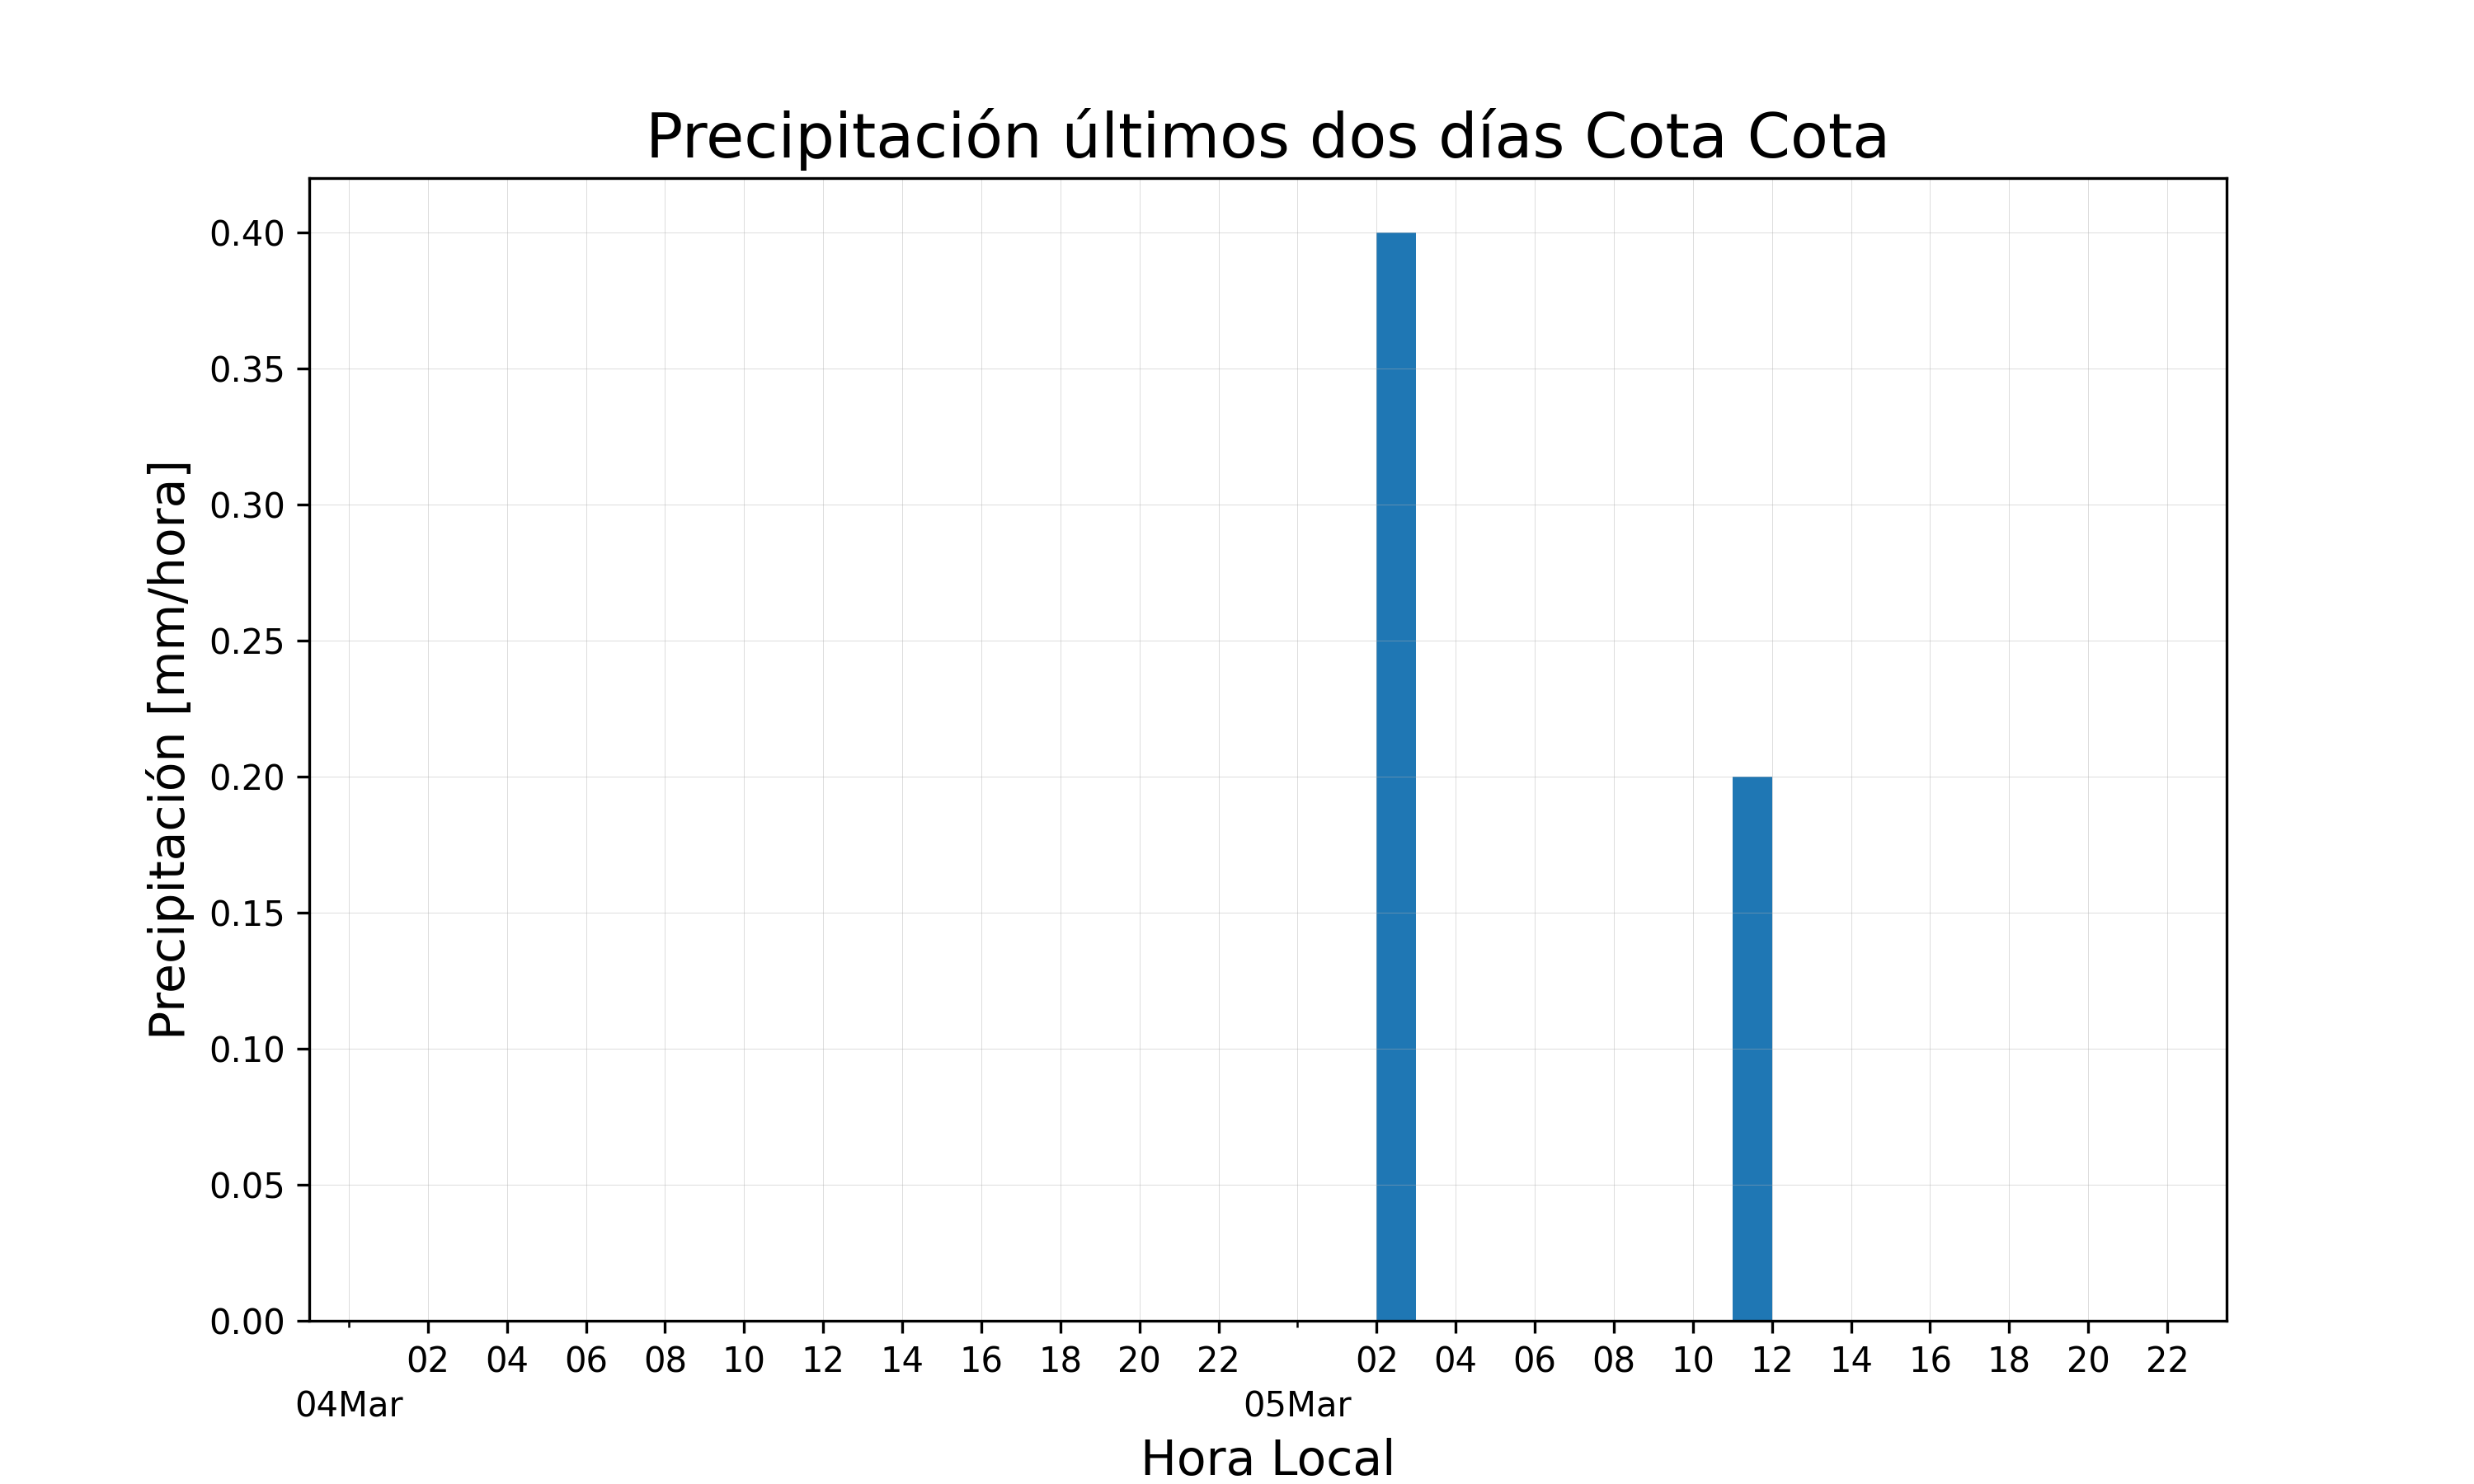 Precipitación últimos dos días Cota Cota
Precipitación [mm/hora]
0.40
0.35
0.30
0.25
0.20
0.15
0.10
0.05
0.00
02 04 06 08 10 12 14 16 18 20 22 02 04 06 08 10 12 14 16 18 20 22
04Mar 05Mar
Hora Local